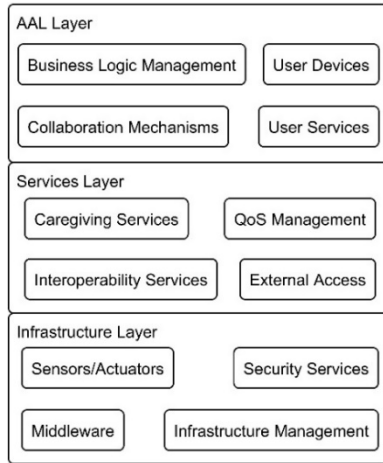 AAL Layer
Business Logic Management
User Devices
Collaboration Mechanisms
User Services
Services Layer
Caregiving Services
QoS Management
Interoperability Services
External Access
Infrastructure Layer
Sensors/Actuators
Security Services
Middleware
Infrastructure Management